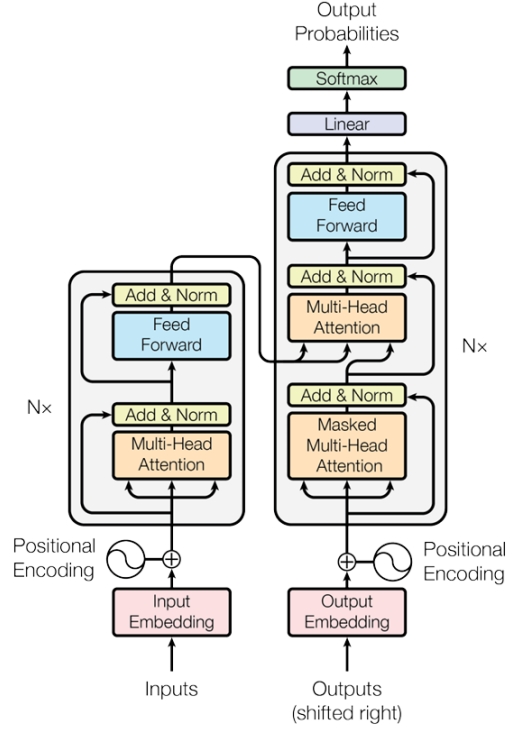 Output
Probabilities
Softmax
Linear
Add & Norm
Feed
Forward
Add & Norm
Multi-Head
Attention
Add & Norm
Masked
Multi-Head
Attention
N×
Add & Norm
Feed
Forward
Add & Norm
Multi-Head
Attention
N×
Positional
Encoding
Positional
Encoding
Input
Embedding
Output
Embedding
Inputs
Outputs
(shifted right)